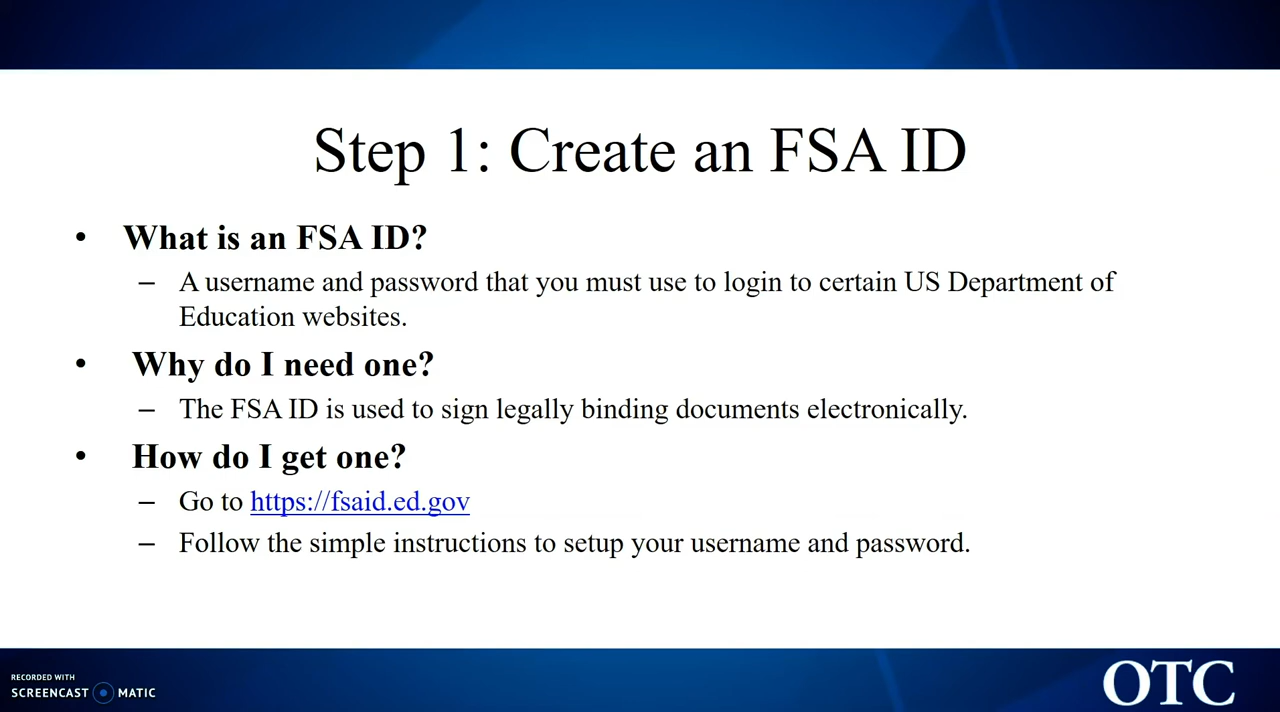 Step 1: Create an FSA ID
• What is an FSA ID?
– A username and password that you must use to login to certain US Department of
Education websites.
• Why do I need one?
– The FSA ID is used to sign legally binding documents electronically.
• How do I get one?
– Go to https://fsaid.ed.gov
– Follow the simple instructions to setup your username and password.
RECORDED WITH
SCREENCAST MATIC
OTC